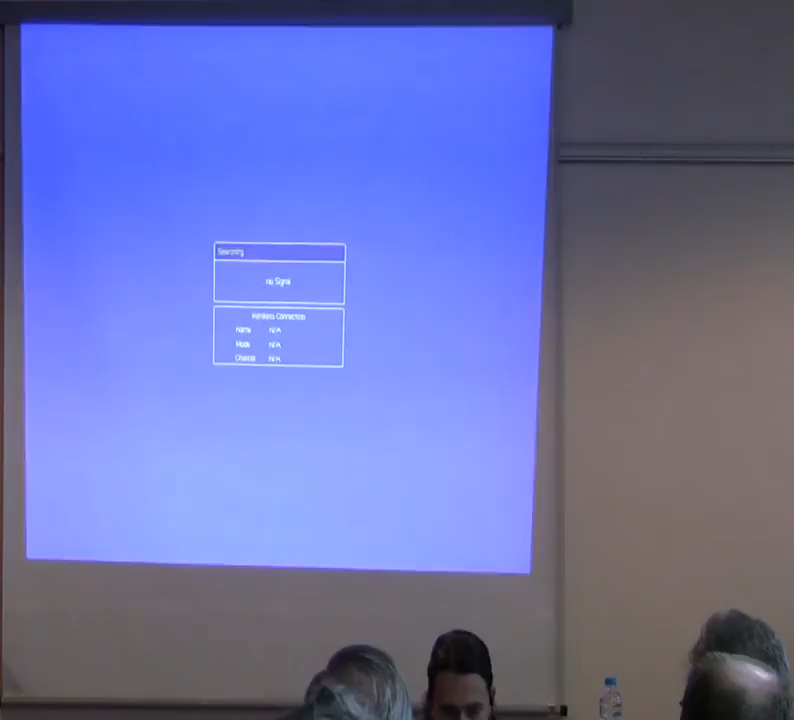 Searching
no Signal
Wireless Connection
Name N/A
Mode N/A
Channel N/A